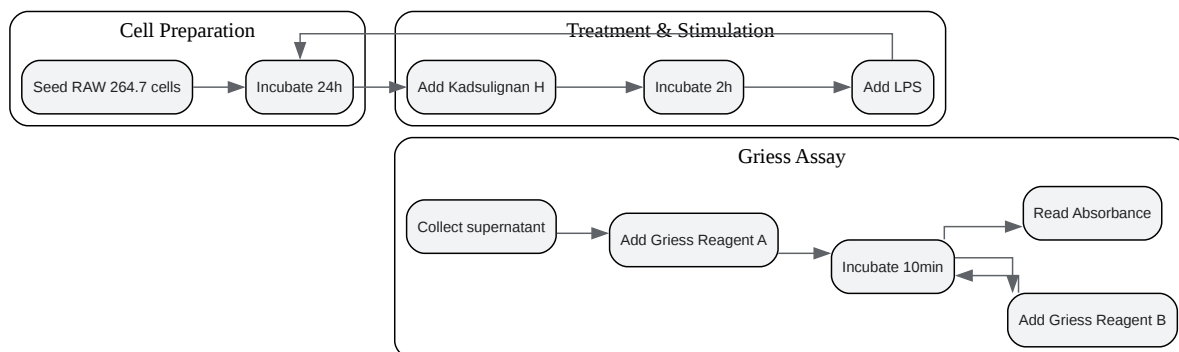 Cell Preparation
Treatment & Stimulation
Seed RAW 264.7 cells
Incubate 24h
Add Kadsulignan H
Incubate 2h
Add LPS
Griess Assay
Collect supernatant
Add Griess Reagent A
Incubate 10min
Read Absorbance
Add Griess Reagent B